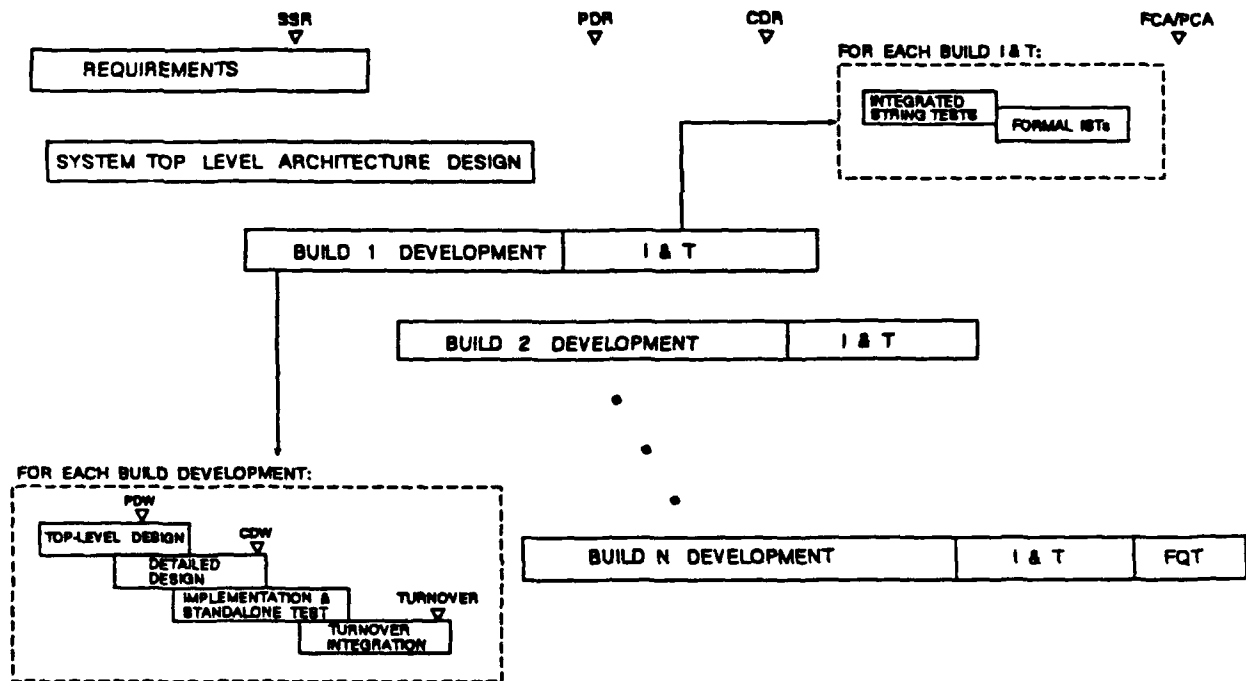 SSR
PDR
CDR
FCA/PCA
REQUIREMENTS
FOR EACH BUILD I & T:
INTEGRATED
STRING TESTS
FORMAL ISTs
SYSTEM TOP LEVEL ARCHITECTURE DESIGN
BUILD 1 DEVELOPMENT
I & T
BUILD 2 DEVELOPMENT
I & T
FOR EACH BUILD DEVELOPMENT:
PDW
TOP-LEVEL DESIGN
CDW
DETAILED
DESIGN
IMPLEMENTATION &
STANDALONE TEST
TURNOVER
TURNOVER
INTEGRATION
BUILD N DEVELOPMENT
I & T
FQT